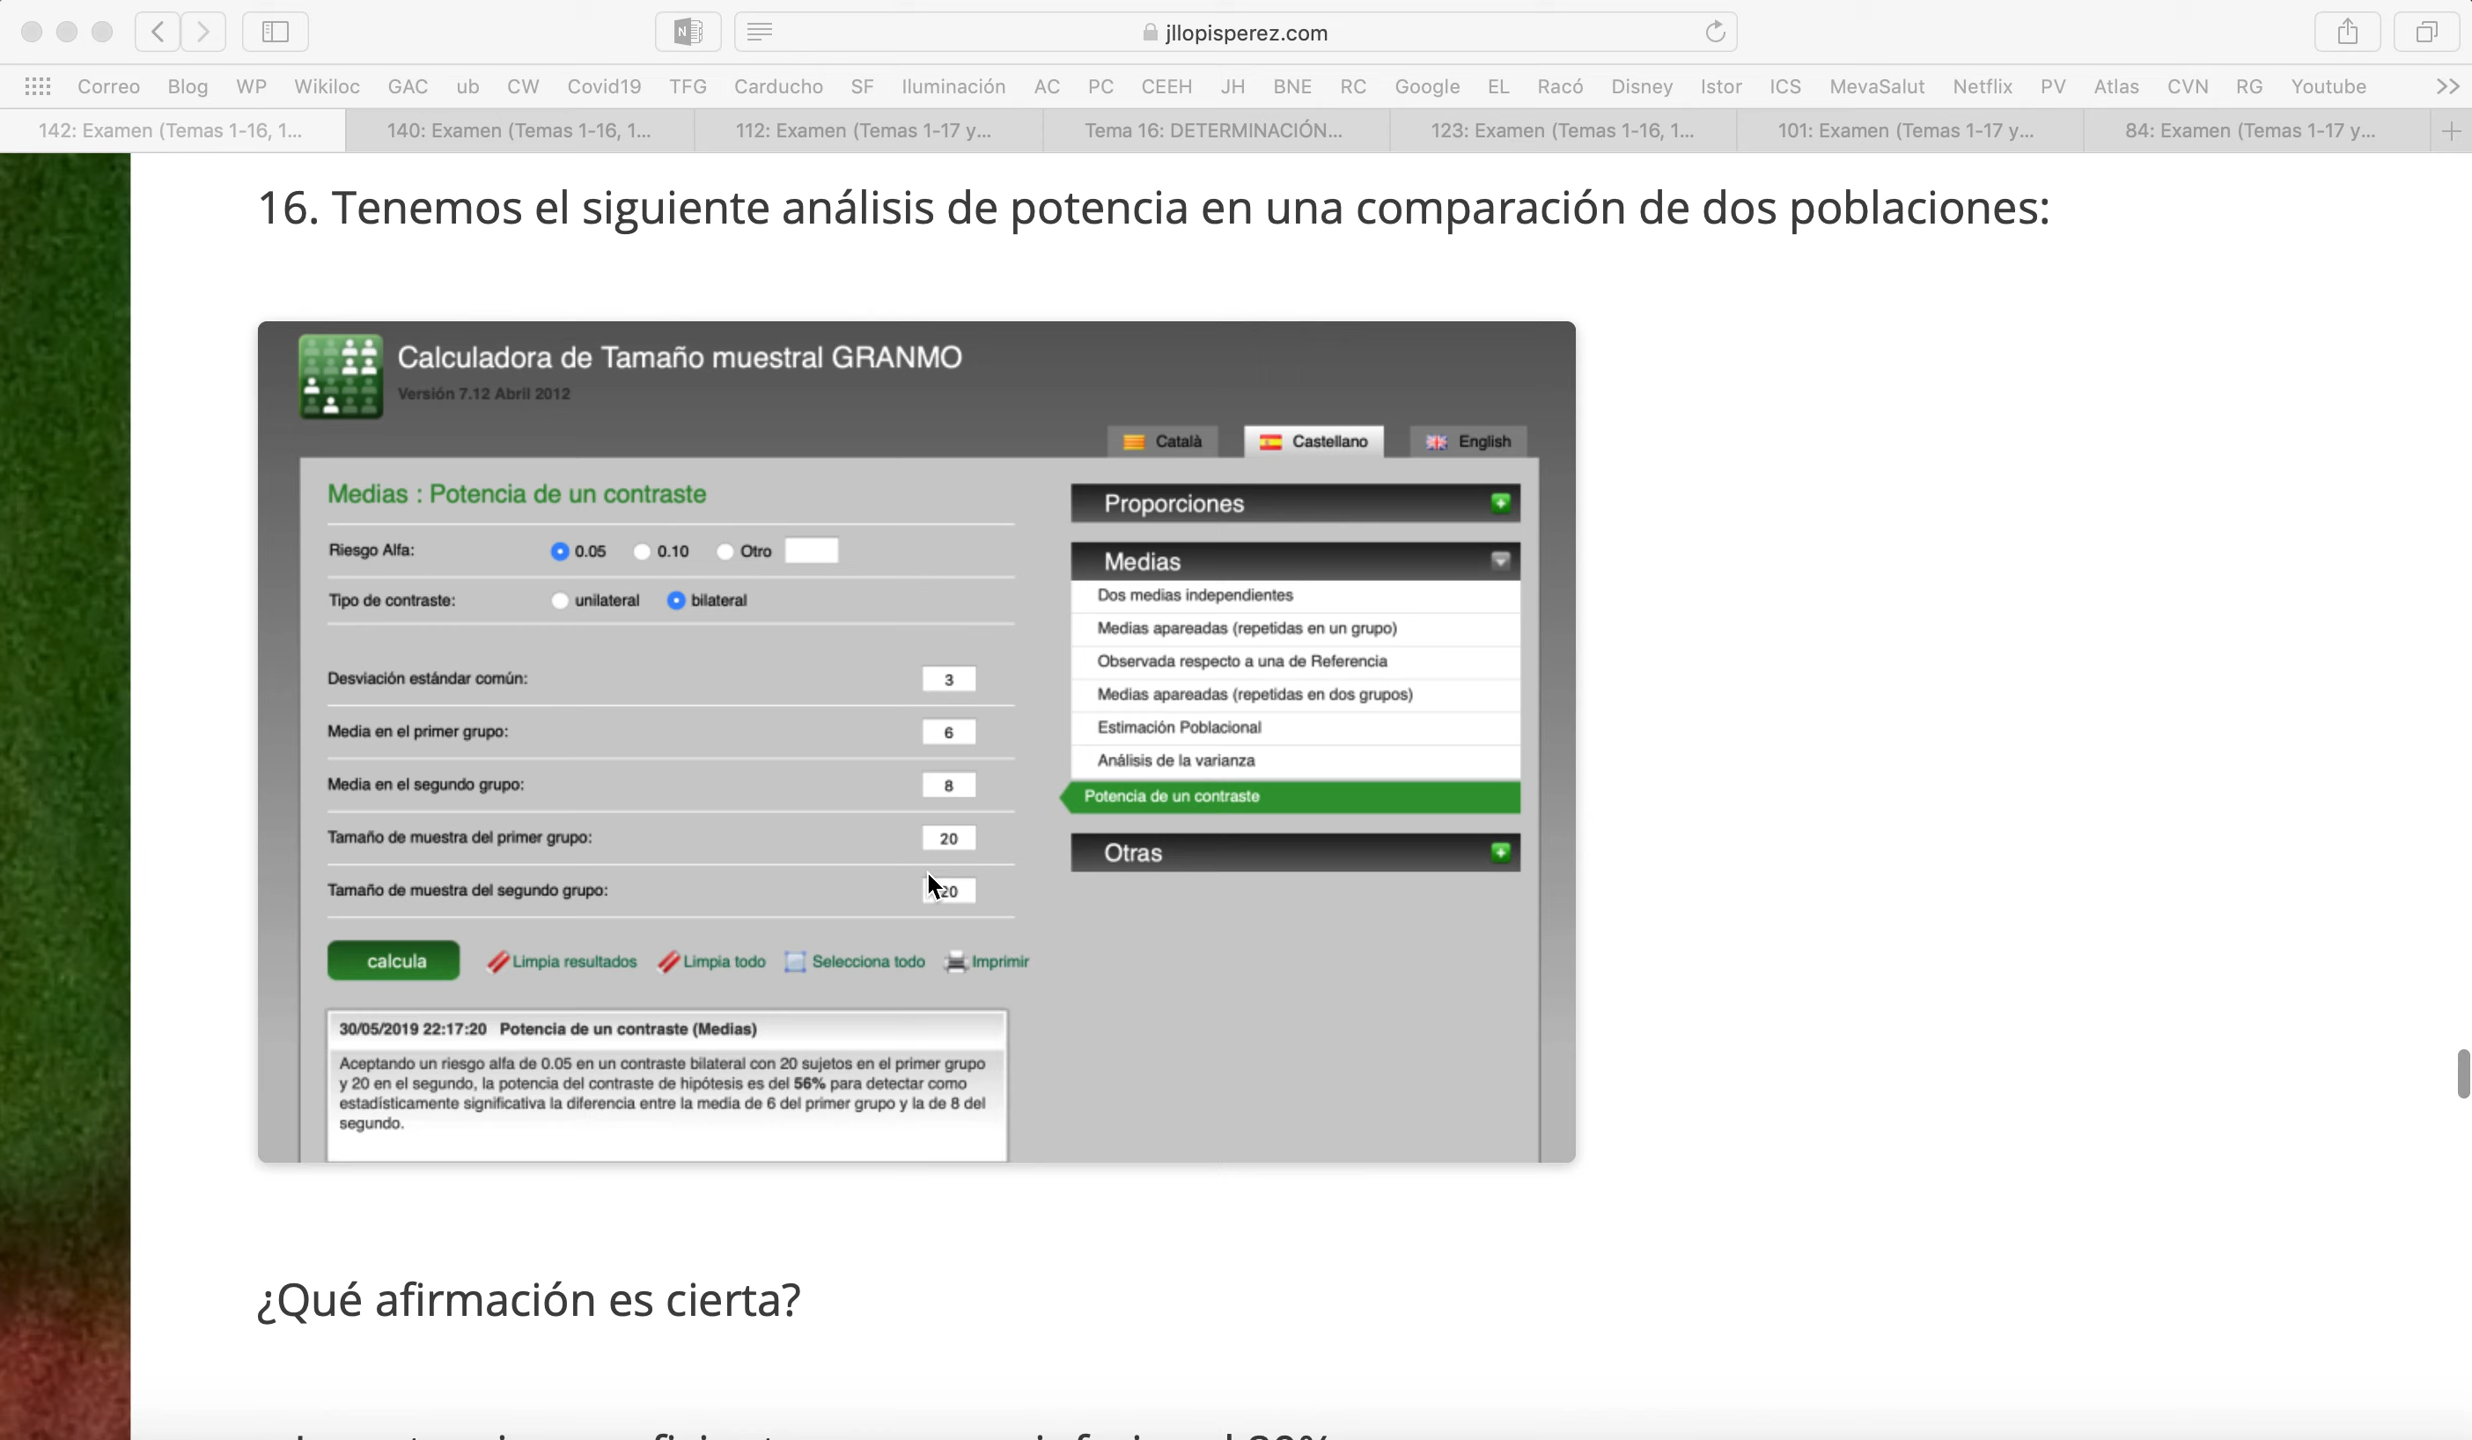 jllopisperez.com
Correo Blog WP Wikiloc GAC ub CW Covid19 TFG Carducho SF Iluminación AC PC CEEH JH BNE RC Google EL Racó Disney Istor ICS MevaSalut Netflix PV Atlas CVN RG Youtube
142: Examen (Temas 1-16, 1... 140: Examen (Temas 1-16, 1... 112: Examen (Temas 1-17 y... Tema 16: DETERMINACIÓN... 123: Examen (Temas 1-16, 1... 101: Examen (Temas 1-17 y... 84: Examen (Temas 1-17 y...
16. Tenemos el siguiente análisis de potencia en una comparación de dos poblaciones:
Calculadora de Tamaño muestral GRANMO
Versión 7.12 Abril 2012
Català Castellano English
Medias : Potencia de un contraste
Riesgo Alfa: 0.05 0.10 Otro
Tipo de contraste: unilateral bilateral
Desviación estándar común: 3
Media en el primer grupo: 6
Media en el segundo grupo: 8
Tamaño de muestra del primer grupo: 20
Tamaño de muestra del segundo grupo: 20
calcula Limpia resultados Limpia todo Selecciona todo Imprimir
30/05/2019 22:17:20 Potencia de un contraste (Medias)
Aceptando un riesgo alfa de 0.05 en un contraste bilateral con 20 sujetos en el primer grupo
y 20 en el segundo, la potencia del contraste de hipótesis es del 56% para detectar como
estadísticamente significativa la diferencia entre la media de 6 del primer grupo y la de 8 del
segundo.
Proporciones
Medias
Dos medias independientes
Medias apareadas (repetidas en un grupo)
Observada respecto a una de Referencia
Medias apareadas (repetidas en dos grupos)
Estimación Poblacional
Análisis de la varianza
Potencia de un contraste
Otras
¿Qué afirmación es cierta?